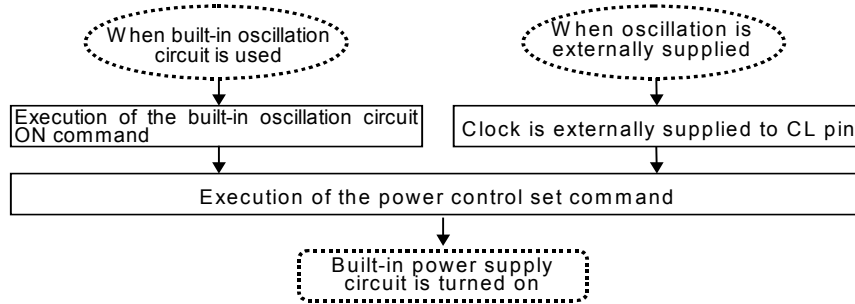 When built-in oscillation
circuit is used
When oscillation is
externally supplied
Execution of the built-in oscillation circuit
ON command
Clock is externally supplied to CL pin
Execution of the power control set command
Built-in power supply
circuit is turned on